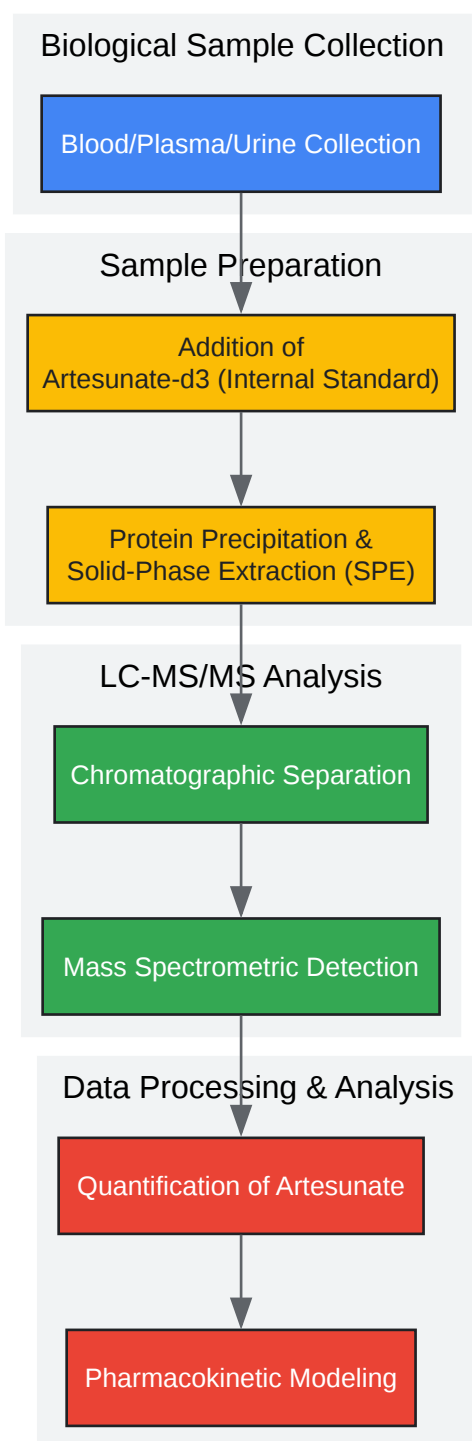 Biological Sample Collection
Blood/Plasma/Urine Collection
Sample Preparation
Addition of
Artesunate-d3 (Internal Standard)
Protein Precipitation &
Solid-Phase Extraction (SPE)
LC-MS/MS Analysis
Chromatographic Separation
Mass Spectrometric Detection
Data Processing & Analysis
Quantification of Artesunate
Pharmacokinetic Modeling